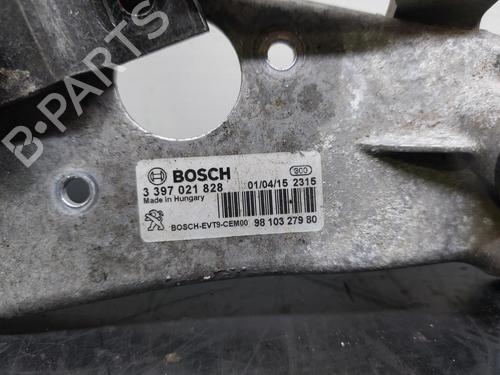 B-PARTS
BOSCH
900
3 397 021 828
01/04/15 2315
Made in Hungary
BOSCH-EVT9-CEM00
98 103 279 80